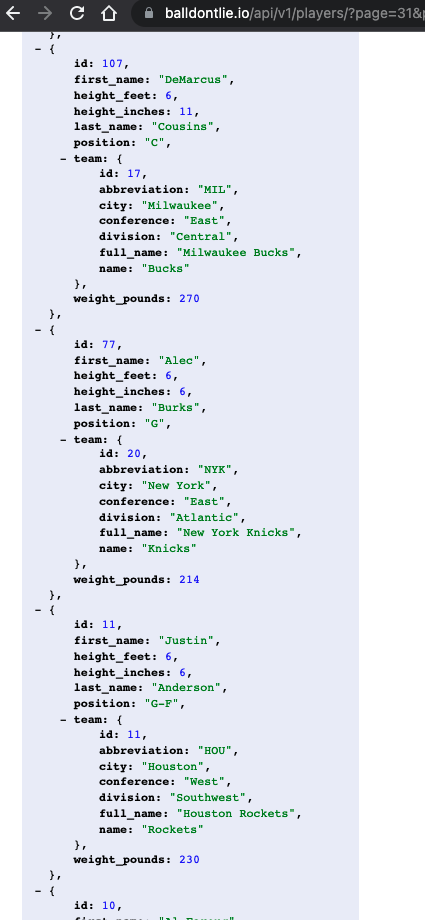 balldontlie.io/api/v1/players/?page=31&
},
- {
id: 107,
first_name: "DeMarcus",
height_feet: 6,
height_inches: 11,
last_name: "Cousins",
position: "C",
- team: {
id: 17,
abbreviation: "MIL",
city: "Milwaukee",
conference: "East",
division: "Central",
full_name: "Milwaukee Bucks",
name: "Bucks"
},
weight_pounds: 270
},
- {
id: 77,
first_name: "Alec",
height_feet: 6,
height_inches: 6,
last_name: "Burks",
position: "G",
- team: {
id: 20,
abbreviation: "NYK",
city: "New York",
conference: "East",
division: "Atlantic",
full_name: "New York Knicks",
name: "Knicks"
},
weight_pounds: 214
},
- {
id: 11,
first_name: "Justin",
height_feet: 6,
height_inches: 6,
last_name: "Anderson",
position: "G-F",
- team: {
id: 11,
abbreviation: "HOU",
city: "Houston",
conference: "West",
division: "Southwest",
full_name: "Houston Rockets",
name: "Rockets"
},
weight_pounds: 230
},
- {
id: 10,